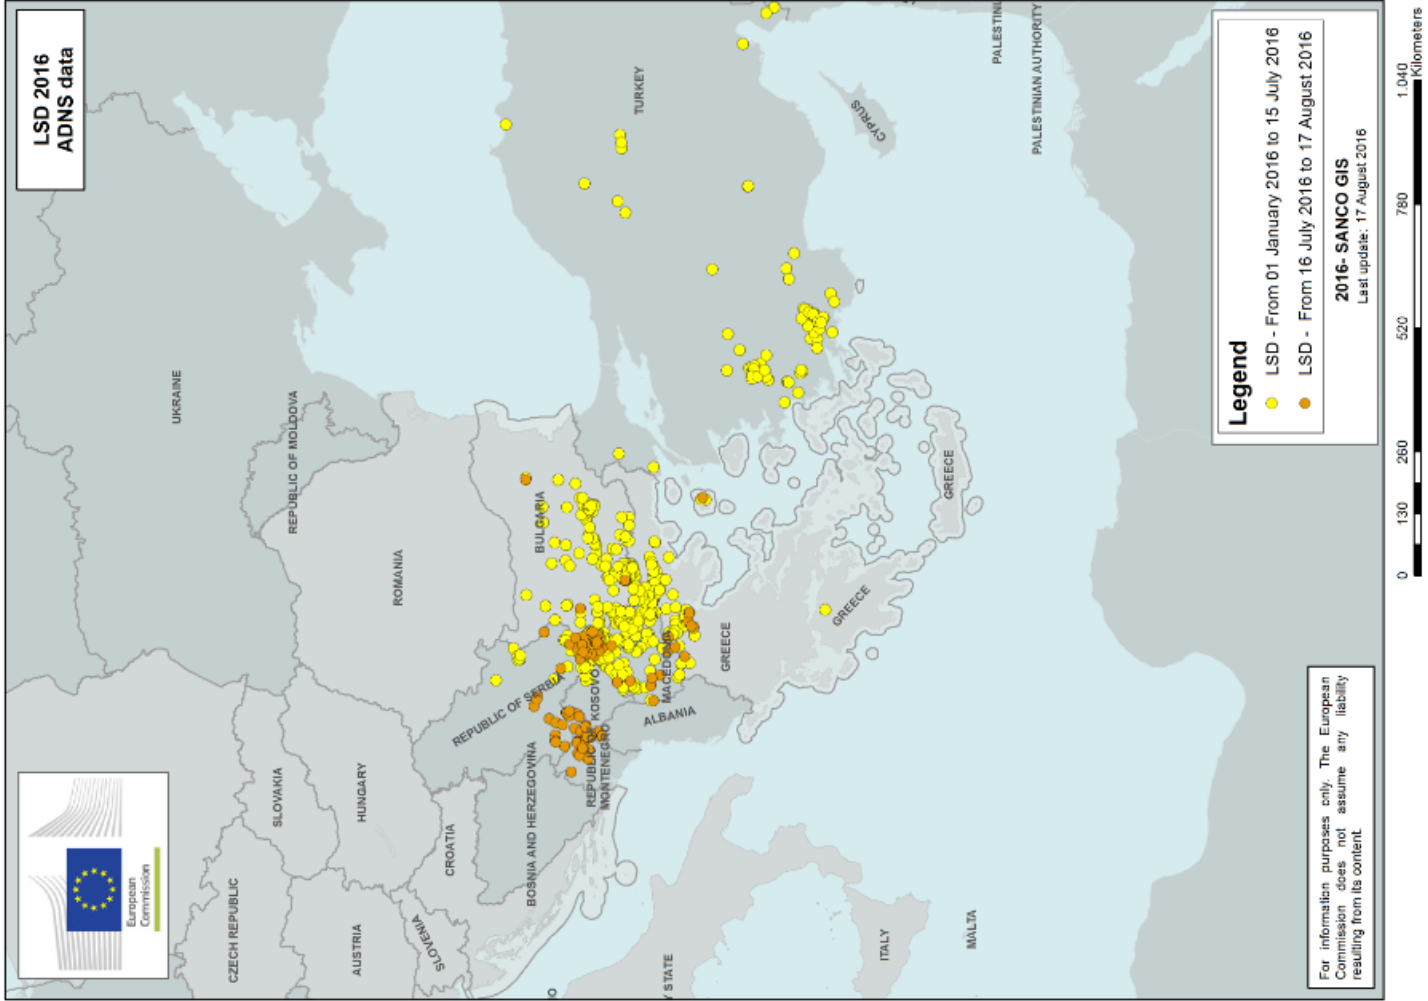 LSD 2016
ADNS data
European
Commission
UKRAINE
REPUBLIC OF MOLDOVA
SLOVAKIA
CZECH REPUBLIC
HUNGARY
AUSTRIA
ROMANIA
CROATIA
SLOVENIA
BOSNIA AND HERZEGOVINA
REPUBLIC OF SERBIA
BULGARIA
KOSOVO
REPUBLIC
MONTENEGRO
ALBANIA
GREECE
TURKEY
GREECE
GREECE
CYPRUS
ITALY
MALTA
Y STATE
PALESTIN
PALESTINIAN AUTHORITY
Legend
LSD - From 01 January 2016 to 15 July 2016
LSD - From 16 July 2016 to 17 August 2016
2016- SANCO GIS
Last update: 17 August 2016
For information purposes only. The European
Commission does not assume any liability
resulting from its content.
0 130 260 520 780 1.040
Kilometers